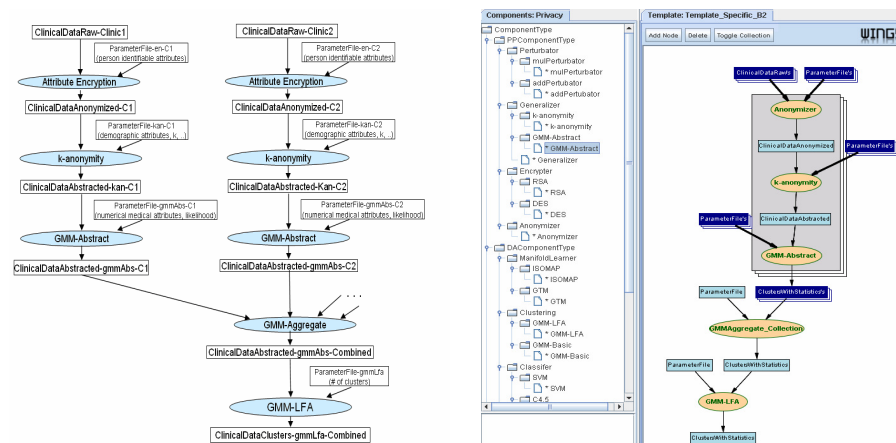 ClinicalDataRaw-Clinic1
ParameterFile-en-C1
(person identifiable attributes)
Attribute Encryption
ClinicalDataAnonymized-C1
ParameterFile-kan-C1
(demographic attributes, k, ..)
k-anonymity
ClinicalDataAbstracted-kan-C1
ParameterFile-gmmAbs-C1
(numerical medical attributes, likelihood)
GMM-Abstract
ClinicalDataAbstracted-gmmAbs-C1
ClinicalDataRaw-Clinic2
ParameterFile-en-C2
(person identifiable attributes)
Attribute Encryption
ClinicalDataAnonymized-C2
ParameterFile-kan-C2
(demographic attributes, k, ..)
k-anonymity
ClinicalDataAbstracted-Kan-C2
ParameterFile-gmmAbs-C2
(numerical medical attributes, likelihood)
GMM-Abstract
ClinicalDataAbstracted-gmmAbs-C2
. . .
GMM-Aggregate
ClinicalDataAbstracted-gmmAbs-Combined
ParameterFile-gmmLfa
(# of clusters)
GMM-LFA
ClinicalDataClusters-gmmLfa-Combined
Components: Privacy
ComponentType
PPComponentType
Perturbator
mulPerturbator
* mulPerturbator
addPertubator
* addPertubator
Generalizer
k-anonymity
* k-anonymity
GMM-Abstract
* GMM-Abstract
* Generalizer
Encrypter
RSA
* RSA
DES
* DES
Anonymizer
* Anonymizer
DAComponentType
ManifoldLearner
ISOMAP
* ISOMAP
GTM
* GTM
Clustering
GMM-LFA
* GMM-LFA
GMM-Basic
* GMM-Basic
Classifer
SVM
* SVM
C4.5
Template: Template_Specific_B2
Add Node
Delete
Toggle Collection
WINGS
ClinicalDataRaw's
ParameterFile's
Anonymizer
ClinicalDataAnonymized
ParameterFile's
k-anonymity
ClinicalDataAbstracted
ParameterFile's
GMM-Abstract
ParameterFile
ClustersWithStatistics's
GMMAggregate_Collection
ParameterFile
ClustersWithStatistics
GMM-LFA
ClustersWithStatistics